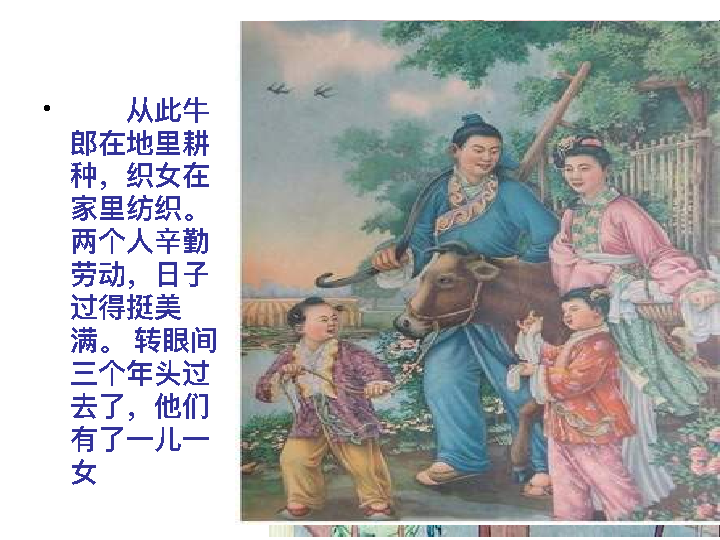 • 从此牛
郎在地里耕
种，织女在
家里纺织。
两个人辛勤
劳动，日子
过得挺美
满。 转眼间
三个年头过
去了，他们
有了一儿一
女